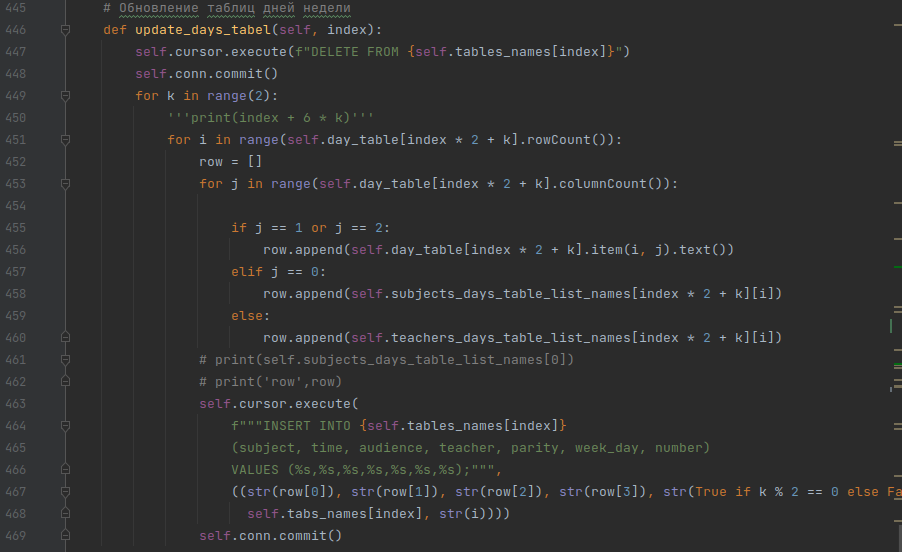 445 # Обновление таблиц дней недели
446 def update_days_tabel(self, index):
447 self.cursor.execute(f"DELETE FROM {self.tables_names[index]}")
448 self.conn.commit()
449 for k in range(2):
450 '''print(index + 6 * k)'''
451 for i in range(self.day_table[index * 2 + k].rowCount()):
452 row = []
453 for j in range(self.day_table[index * 2 + k].columnCount()):
454
455 if j == 1 or j == 2:
456 row.append(self.day_table[index * 2 + k].item(i, j).text())
457 elif j == 0:
458 row.append(self.subjects_days_table_list_names[index * 2 + k][i])
459 else:
460 row.append(self.teachers_days_table_list_names[index * 2 + k][i])
461 # print(self.subjects_days_table_list_names[0])
462 # print('row',row)
463 self.cursor.execute(
464 f"""INSERT INTO {self.tables_names[index]}
465 (subject, time, audience, teacher, parity, week_day, number)
466 VALUES (%s,%s,%s,%s,%s,%s,%s);""",
467 ((str(row[0]), str(row[1]), str(row[2]), str(row[3]), str(True if k % 2 == 0 else Fa
468 self.tabs_names[index], str(i))))
469 self.conn.commit()